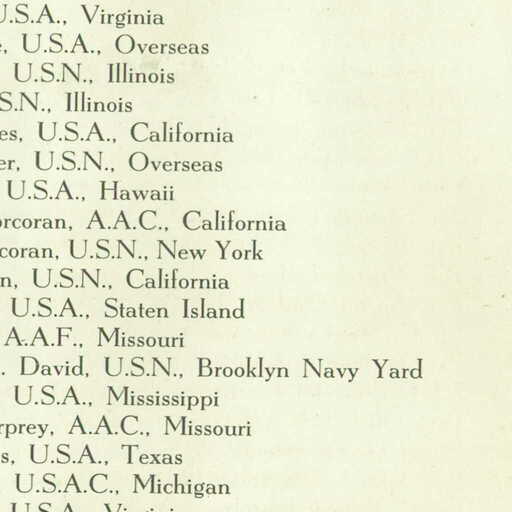 U.S.A., Virginia
U.S.A., Overseas
U.S.N., Illinois
S.N., Illinois
es, U.S.A., California
er, U.S.N., Overseas
U.S.A., Hawaii
orcoran, A.A.C., California
coran, U.S.N., New York
n, U.S.N., California
U.S.A., Staten Island
A.A.F., Missouri
. David, U.S.N., Brooklyn Navy Yard
U.S.A., Mississippi
rprey, A.A.C., Missouri
s, U.S.A., Texas
U.S.A.C., Michigan